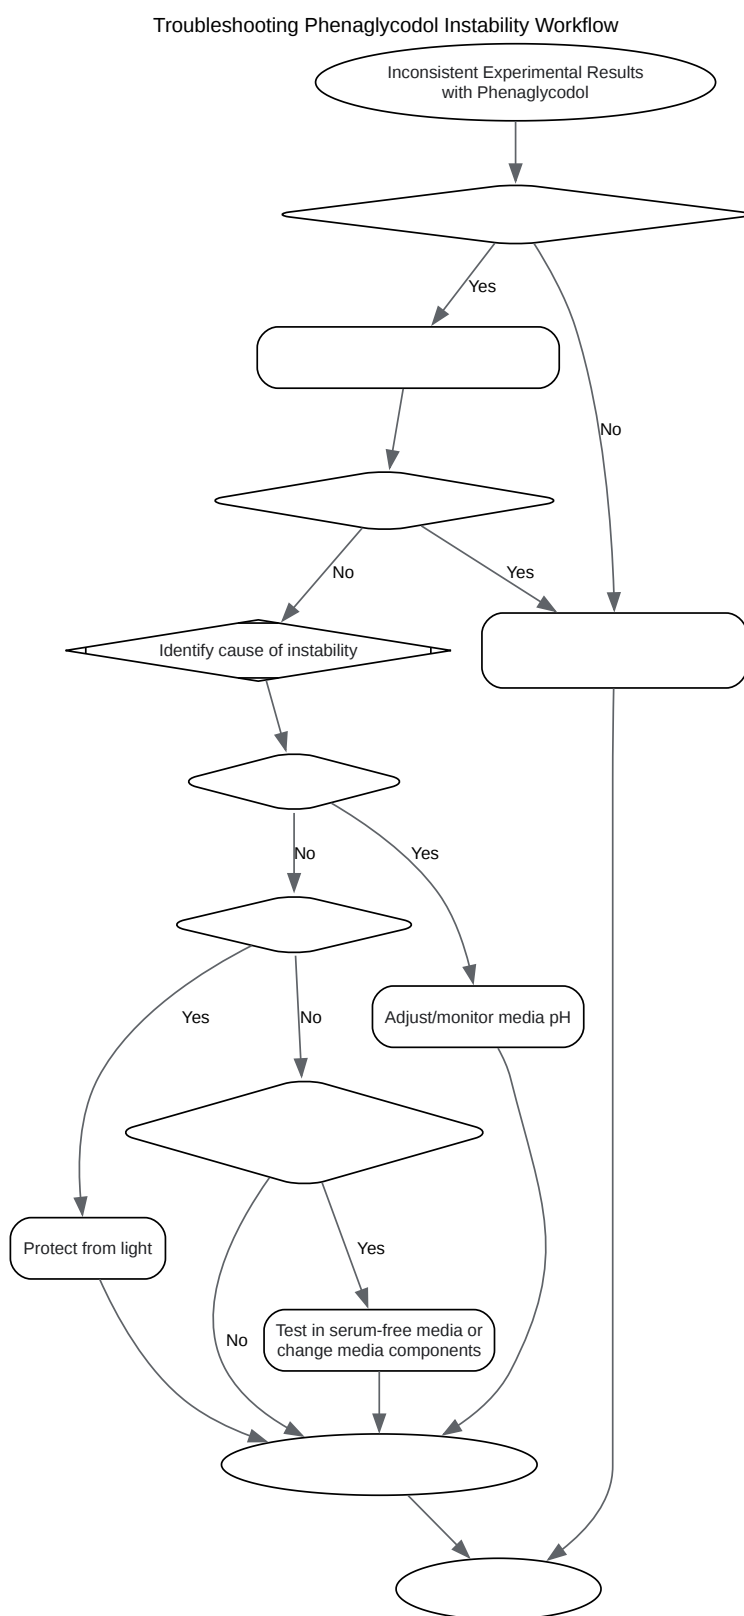 Troubleshooting Phenaglycodol Instability Workflow
Inconsistent Experimental Results
with Phenaglycodol
Yes
No
No
Yes
Identify cause of instability
No
Yes
Yes
No
Adjust/monitor media pH
Protect from light
Yes
No
Test in serum-free media or
change media components